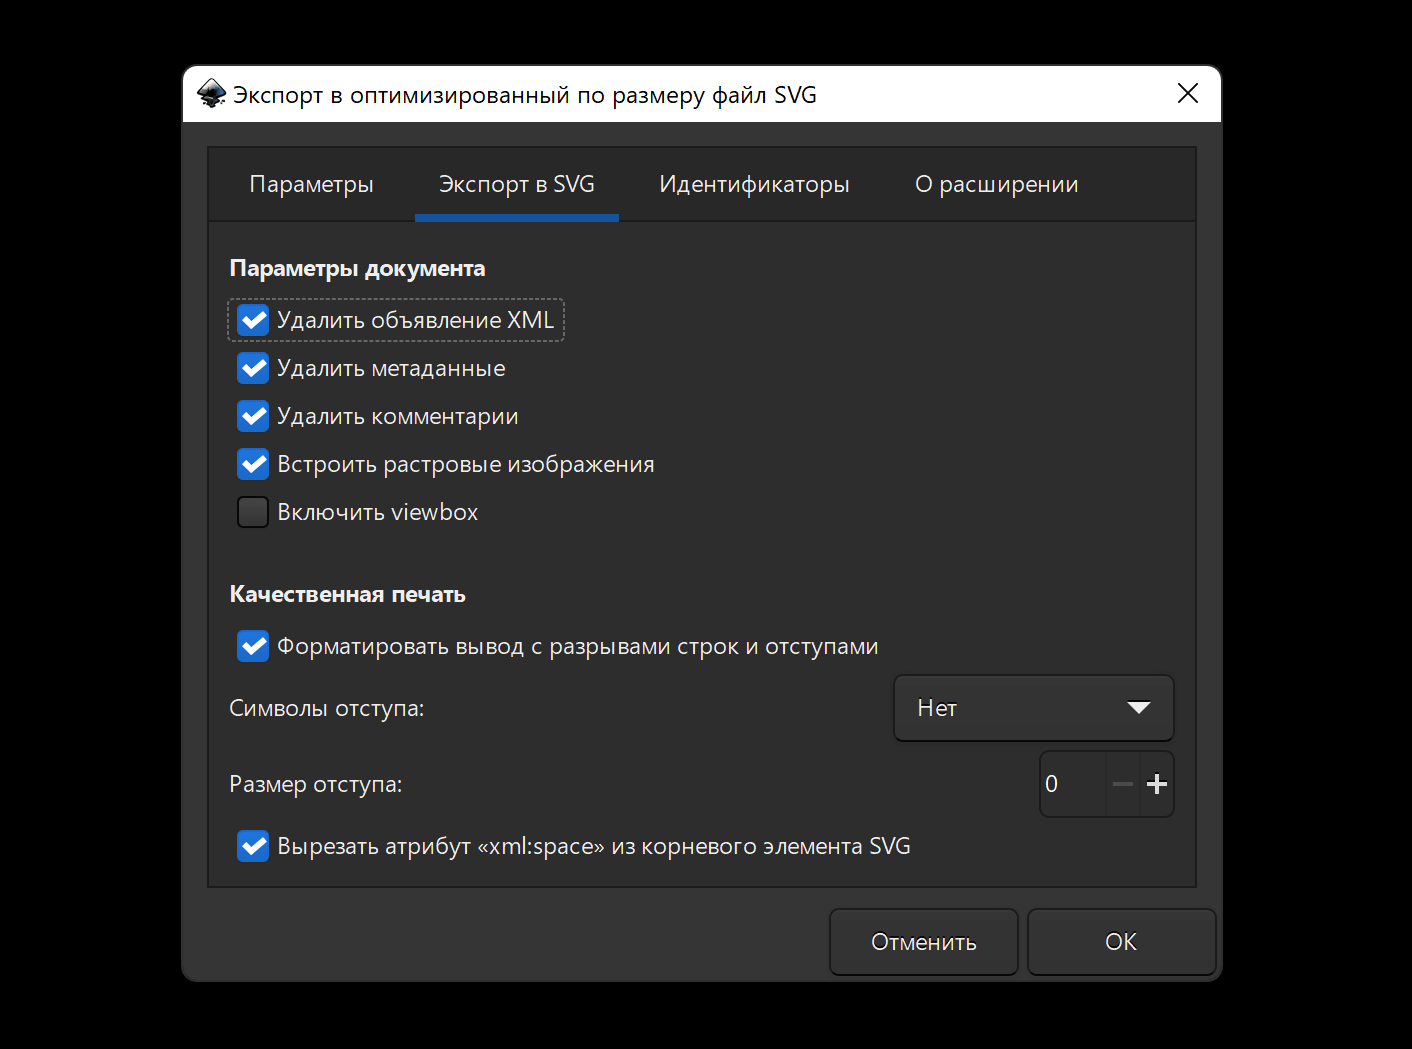 Экспорт в оптимизированный по размеру файл SVG
Параметры
Экспорт в SVG
Идентификаторы
О расширении
Параметры документа
Удалить объявление XML
Удалить метаданные
Удалить комментарии
Встроить растровые изображения
Включить viewbox
Качественная печать
Форматировать вывод с разрывами строк и отступами
Символы отступа:
Нет
Размер отступа:
0
Вырезать атрибут «xml:space» из корневого элемента SVG
Отменить
ОК